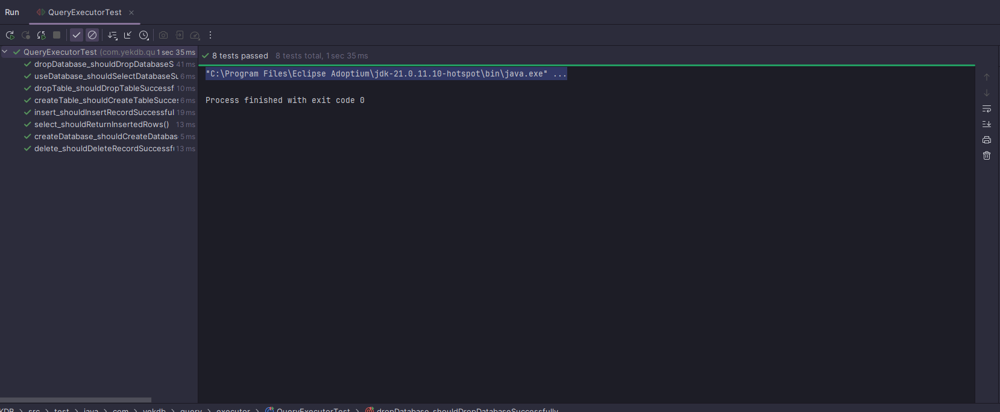 Run QueryExecutorTest
QueryExecutorTest (com.yekdb.qu 1 sec 35 ms
dropDatabase_shouldDropDatabaseS 41 ms
useDatabase_shouldSelectDatabaseSu 6 ms
dropTable_shouldDropTableSuccessf 10 ms
createTable_shouldCreateTableSucces 6 ms
insert_shouldInsertRecordSuccessful 19 ms
select_shouldReturnInsertedRows() 13 ms
createDatabase_shouldCreateDatabas 5 ms
delete_shouldDeleteRecordSuccessfu 13 ms
8 tests passed 8 tests total, 1 sec 35 ms
"C:\Program Files\Eclipse Adoptium\jdk-21.0.11.10-hotspot\bin\java.exe" ...
Process finished with exit code 0
KDB > src > test > java > com > yekdb > query > executor > QueryExecutorTest > dropDatabase_shouldDropDatabaseSuccessfully